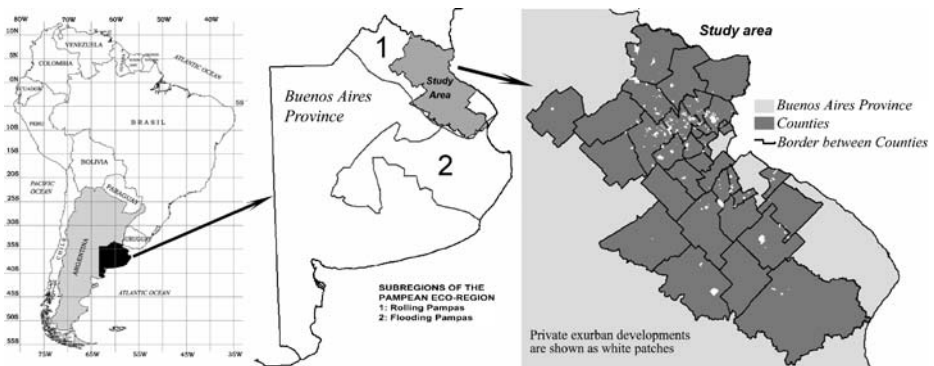 80W 70W 60W 50W 40W
10N
5N
0N
5S
10S
15S
20S
25S
30S
35S
40S
45S
50S
55S
75W 65W 55W 45W 35W
5S
VENEZUELA
COLOMBIA
ECUADOR
PERU
BRASIL
BOLIVIA
PARAGUAY
CHILE
ARGENTINA
URUGUAY
ATLANTIC OCEAN
PACIFIC
OCEAN
ATLANTIC OCEAN
1
Study
Area
Buenos Aires
Province
2
SUBREGIONS OF THE
PAMPEAN ECO-REGION
1: Rolling Pampas
2: Flooding Pampas
Study area
Buenos Aires Province
Counties
Border between Counties
Private exurban developments
are shown as white patches